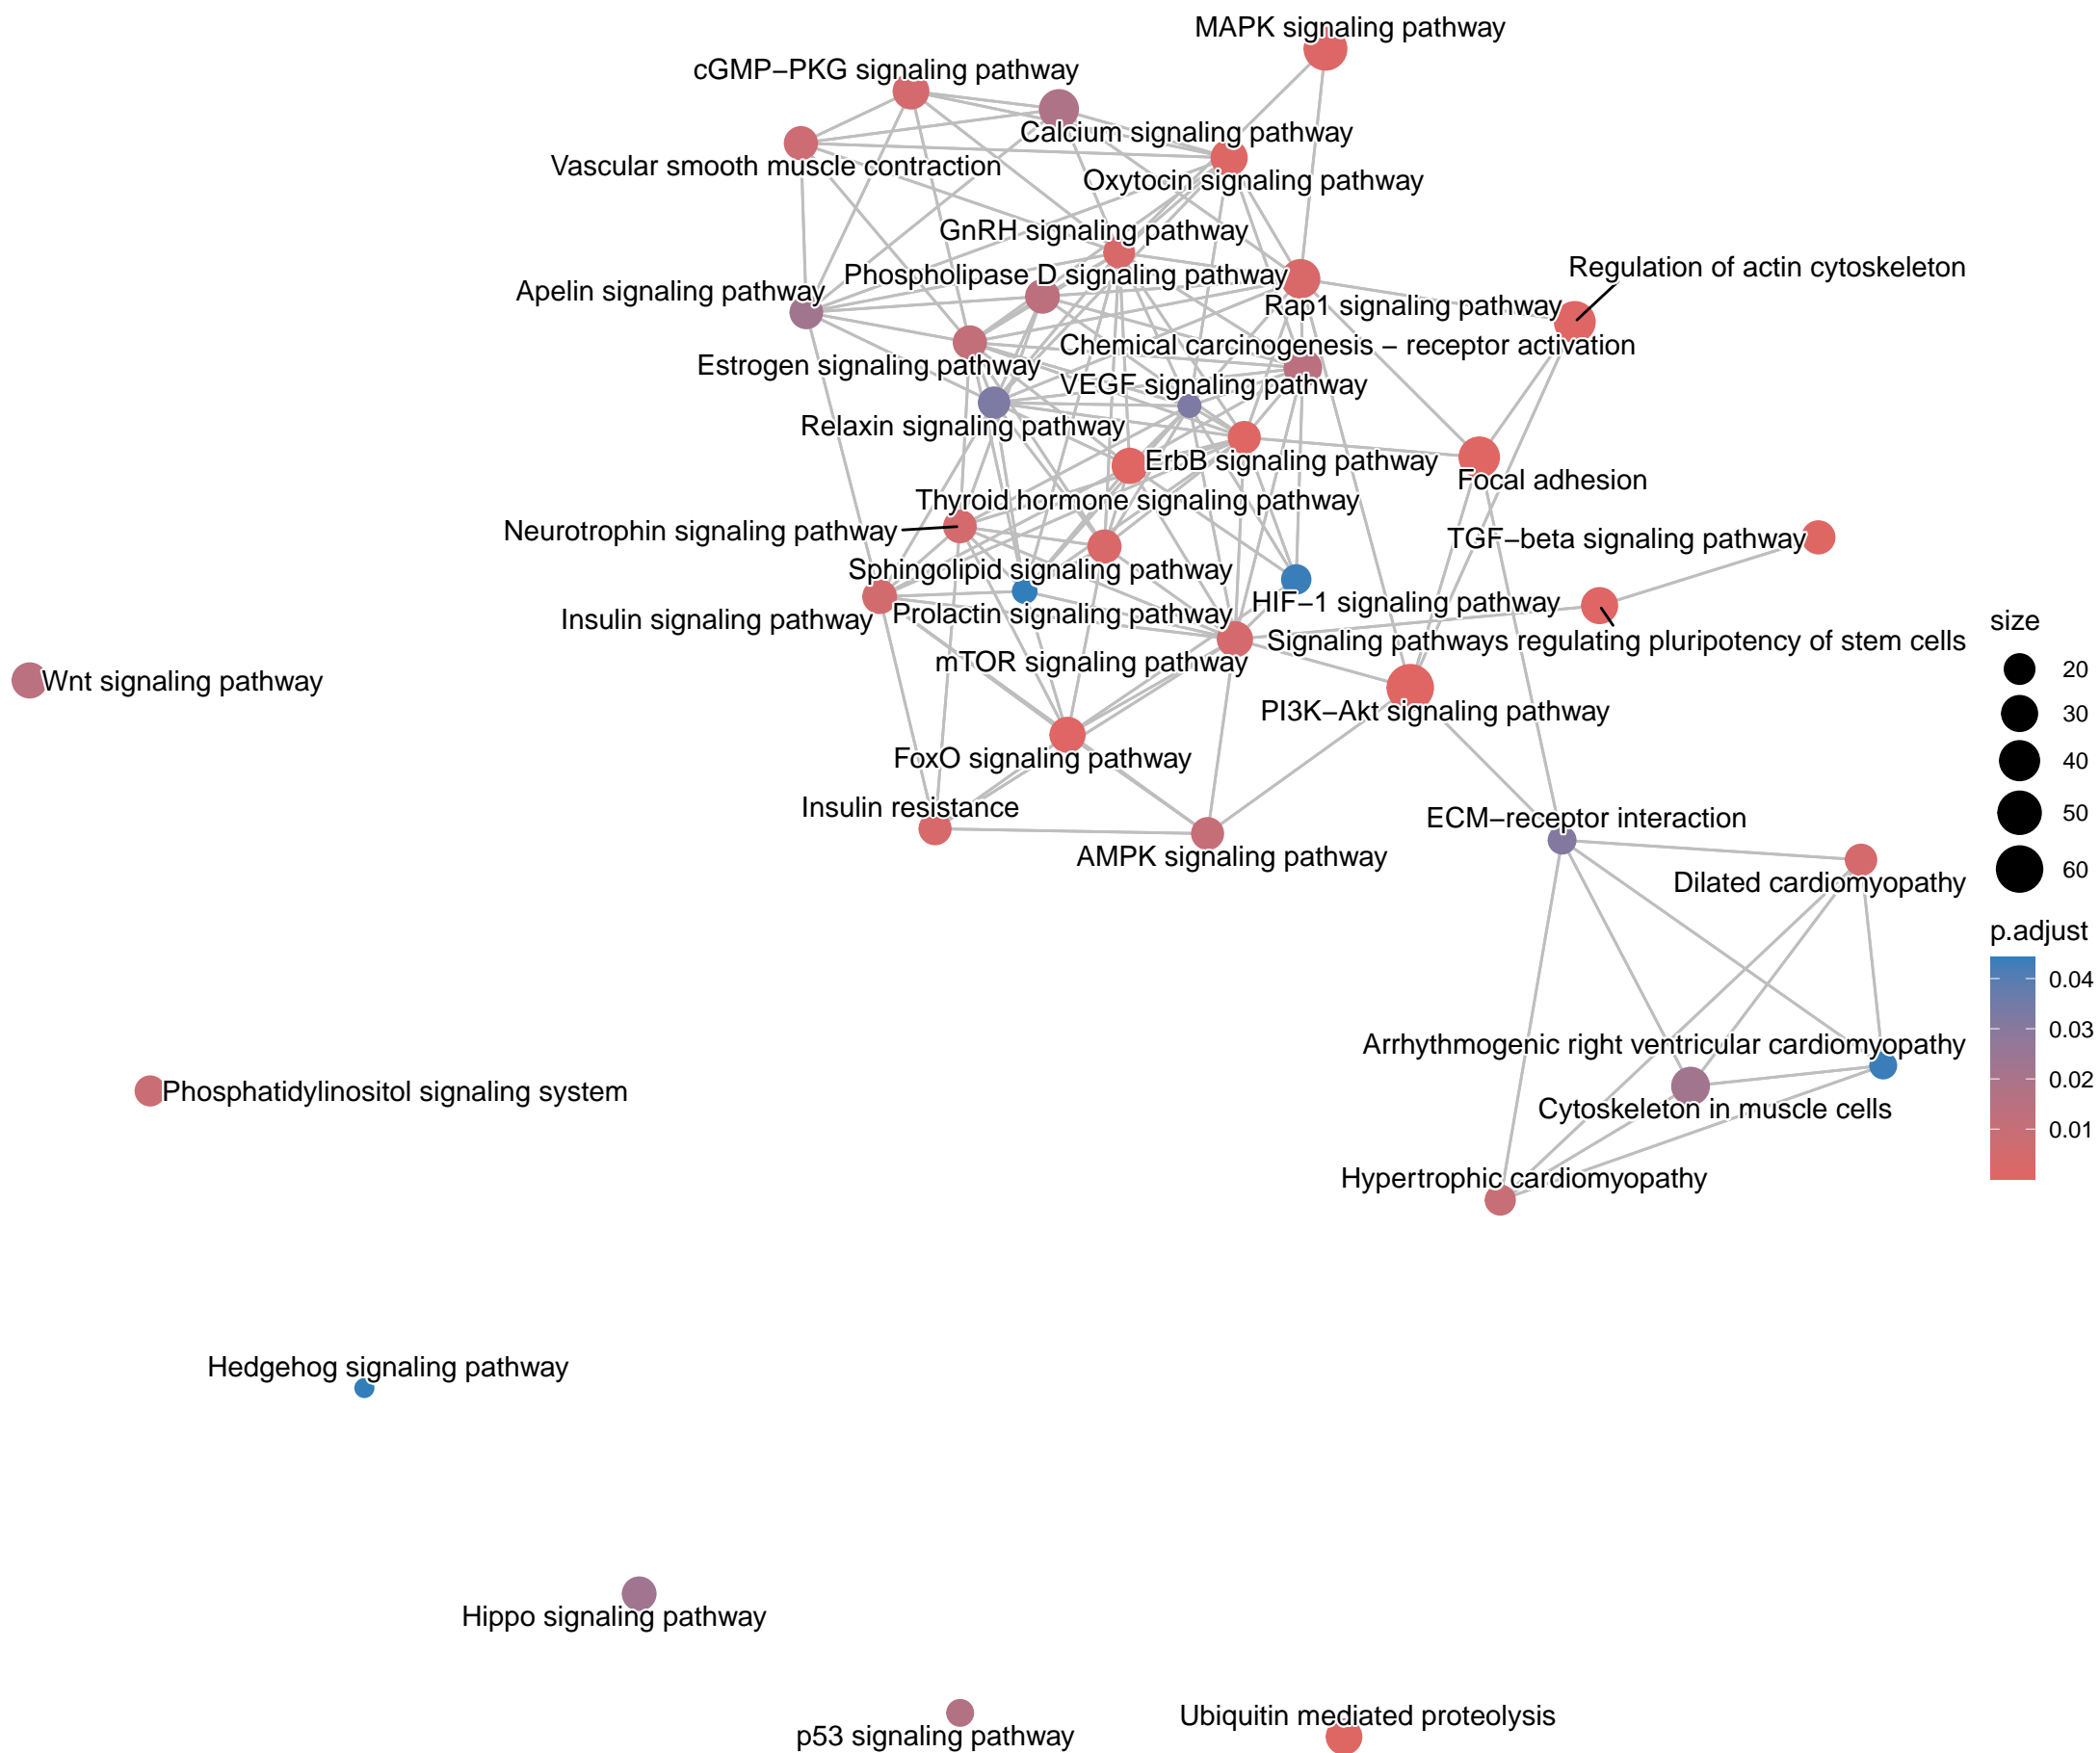 MAPK signaling pathway
cGMP−PKG signaling pathway
Calcium signaling pathway
Vascular smooth muscle contraction
Oxytocin signaling pathway
GnRH signaling pathway
Regulation of actin cytoskeleton
Phospholipase D signaling pathway
Apelin signaling pathway
Rap1 signaling pathway
Chemical carcinogenesis − receptor activation
Estrogen signaling pathway
VEGF signaling pathway
Relaxin signaling pathway
ErbB signaling pathway
Focal adhesion
Thyroid hormone signaling pathway
Neurotrophin signaling pathway
TGF−beta signaling pathway
Sphingolipid signaling pathway
HIF−1 signaling pathway
Prolactin signaling pathway
Insulin signaling pathway
Signaling pathways regulating pluripotency of stem cells
mTOR signaling pathway
Wnt signaling pathway
PI3K−Akt signaling pathway
FoxO signaling pathway
Insulin resistance
ECM−receptor interaction
AMPK signaling pathway
Dilated cardiomyopathy
Arrhythmogenic right ventricular cardiomyopathy
Phosphatidylinositol signaling system
Cytoskeleton in muscle cells
Hypertrophic cardiomyopathy
Hedgehog signaling pathway
Hippo signaling pathway
Ubiquitin mediated proteolysis
p53 signaling pathway
size
20
30
40
50
60
p.adjust
0.04
0.03
0.02
0.01